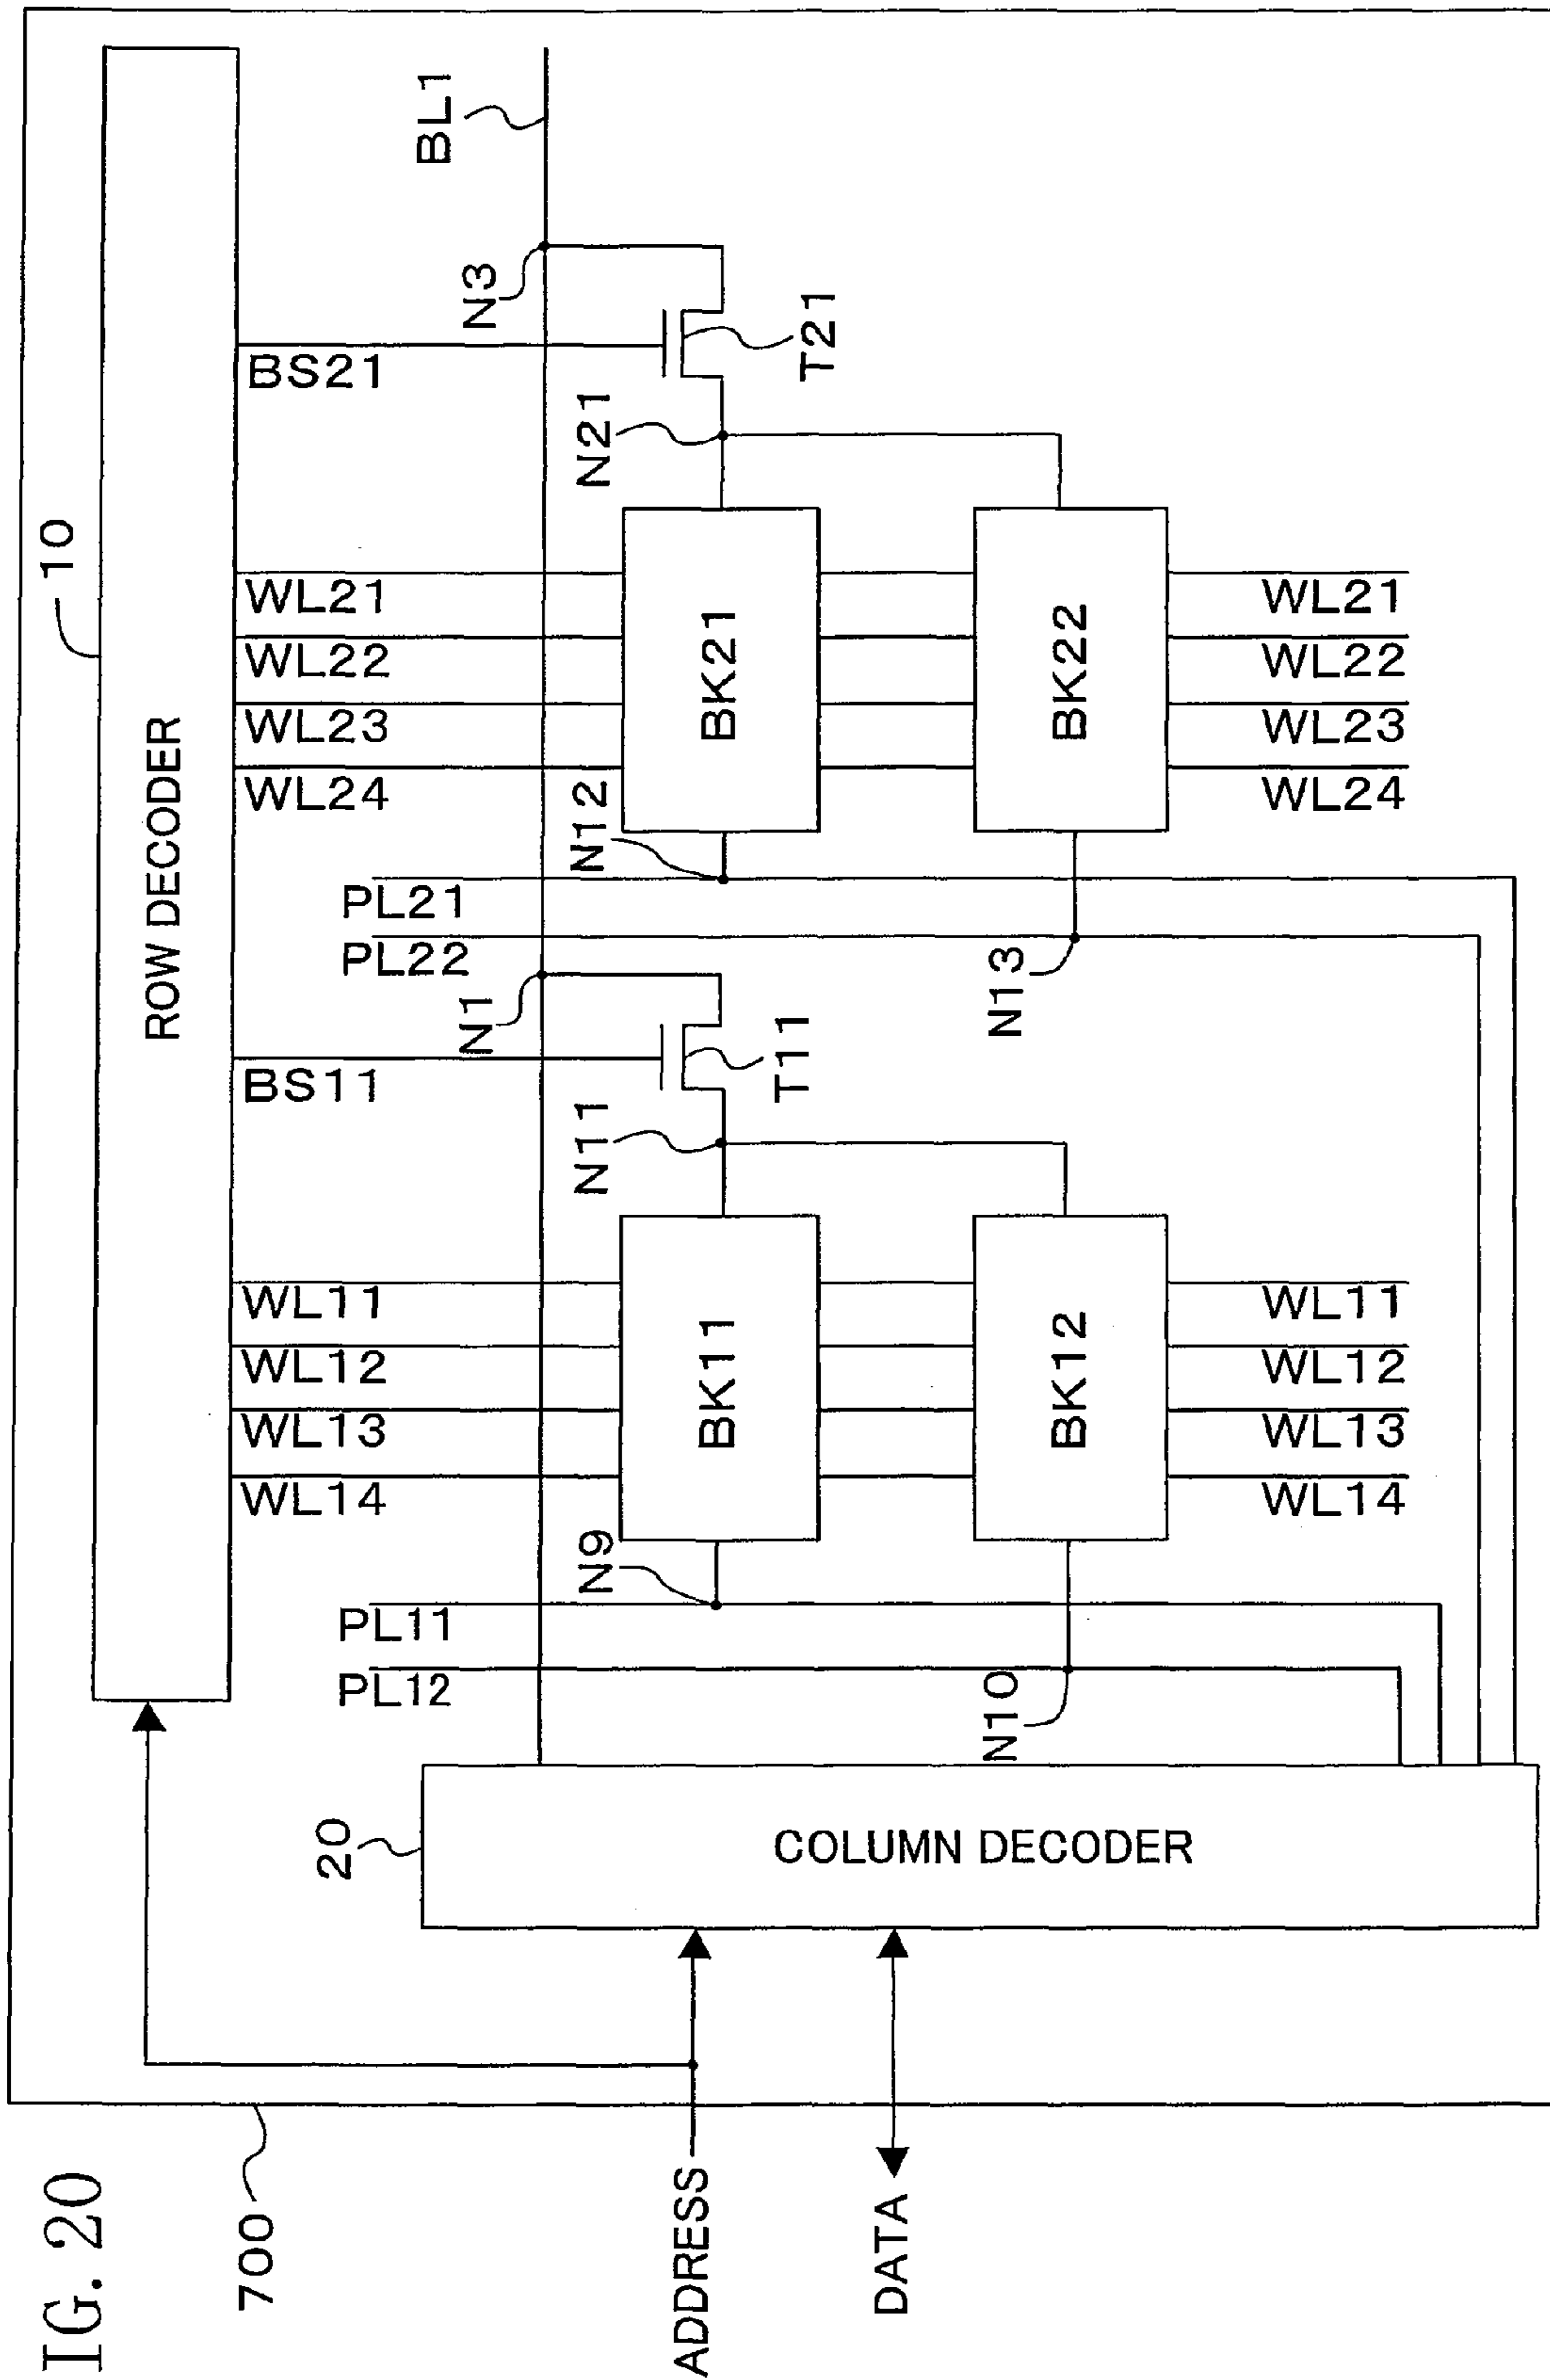 IG. 20
700
10
ROW DECODER
BL1
N3
BS21
T21
N21
WL21
WL22
WL23
WL24
BK21
BK22
WL21
WL22
WL23
WL24
N12
PL21
PL22
N13
N1
BS11
T11
N11
WL11
WL12
WL13
WL14
BK11
BK12
WL11
WL12
WL13
WL14
N9
PL11
PL12
N10
20
COLUMN DECODER
ADDRESS
DATA